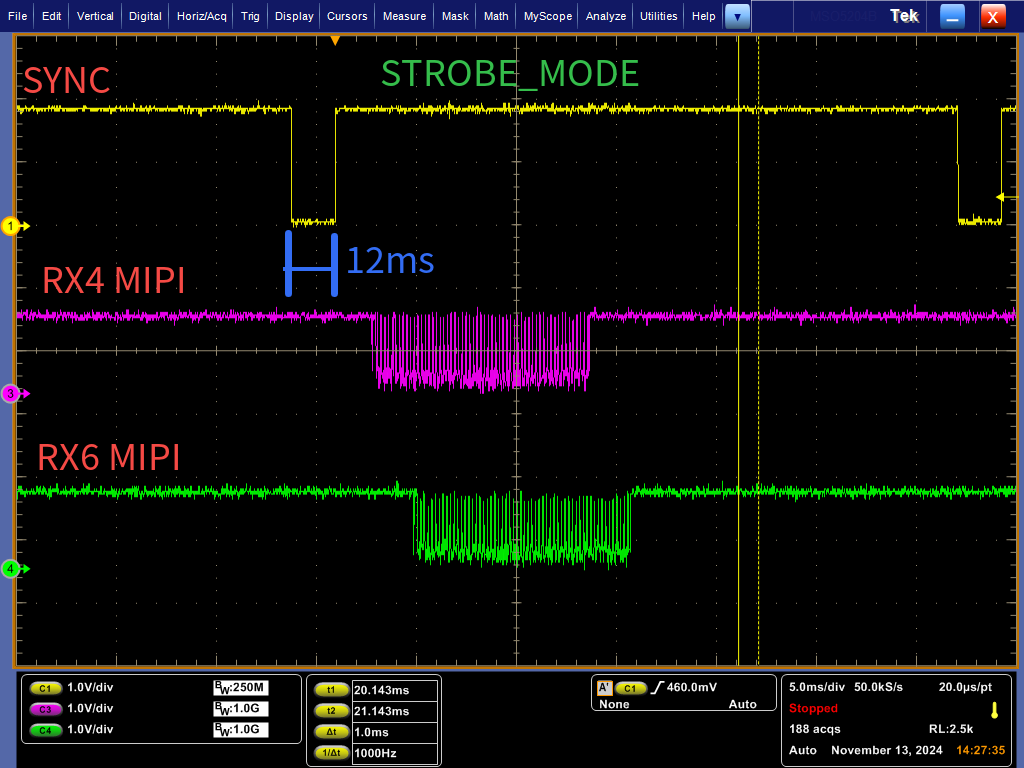 File Edit Vertical Digital Horiz/Acq Trig Display Cursors Measure Mask Math MyScope Analyze Utilities Help Tek X
SYNC STROBE_MODE
1
12ms
RX4 MIPI
3
RX6 MIPI
4
C1 1.0V/div BW:250M
C3 1.0V/div BW:1.0G
C4 1.0V/div BW:1.0G
t1 20.143ms
t2 21.143ms
Δt 1.0ms
1/Δt 1000Hz
A' C1 460.0mV
None Auto
5.0ms/div 50.0kS/s 20.0µs/pt
Stopped
188 acqs RL:2.5k
Auto November 13, 2024 14:27:35